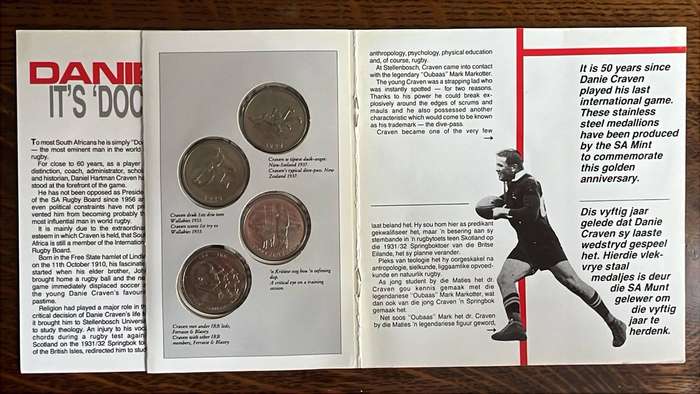 DANIE
IT'S 'DOC
To most South Africans he is simply "Do
— the most eminent man in the world
rugby.
For close to 60 years, as a player
distinction, coach, administrator, scho
and historian, Daniel Hartman Craven ha
stood at the forefront of the game.
He has not been opposed as Preside
of the SA Rugby Board since 1956 a
even political constraints have not pr
vented him from becoming probably th
most influential man in world rugby.
It is mainly due to the extraordina
esteem in which Craven is held, that Sou
Africa is still a member of the Internation
Rugby Board.
Born in the Free State hamlet of Lindle
on the 11th October 1910, his fascinati
started when his elder brother, Joh
brought home a rugby ball and the ne
game immediately displaced soccer a
the young Danie Craven's favour
pastime.
Religion had played a major role in th
critical decision of Danie Craven's life f
it brought him to Stellenbosch Universit
to study theology. An injury to his voc
chords during a rugby test again
Scotland on the 1931/32 Springbok to
of the British Isles, redirected him to stud
Craven in tipiese duik-aangee.
New-Zealand 1937.
Craven's typical dive-pass. New
Zealand 1937.
Craven druk 1ste drie teen
Wallabies 1933.
Craven scores 1st try vs
Wallabies 1933.
'n Kritiese oog hou 'n oefening
dop.
A critical eye on a training
session.
Craven met ander IRB lede,
Ferrasse & Blazey.
Craven with other IRB
members, Ferrasse & Blazey.
anthropology, psychology, physical education
and, of course, rugby.
At Stellenbosch, Craven came into contact
with the legendary "Oubaas" Mark Markotter.
The young Craven was a strapping lad who
was instantly spotted — for two reasons.
Thanks to his power he could break ex-
plosively around the edges of scrums and
mauls and he also possessed another
characteristic which would come to be known
as his trademark — the dive-pass.
Craven became one of the very few
laat beland het. Hy sou hom hier as predikant
gekwalifiseer het, maar 'n besering aan sy
stembande in 'n rugbytoets teen Skotland op
die 1931/32 Springboktoer van die Britse
Eilande, het sy planne verander.
Pleks van teologie het hy oorgeskakel na
antropologie, sielkunde, liggaamlike opvoed-
kunde en natuurlik rugby.
As jong student by die Maties het dr.
Craven gou kennis gemaak met die
legendariese "Oubaas" Mark Markotter, wat
dan ook van die jong Craven 'n Springbok
gemaak het.
Net soos "Oubaas" Mark het dr. Craven
by die Maties 'n legendariese figuur geword,
It is 50 years since
Danie Craven
played his last
international game.
These stainless
steel medallions
have been produced
by the SA Mint
to commemorate
this golden
anniversary.
Dis vyftig jaar
gelede dat Danie
Craven sy laaste
wedstryd gespeel
het. Hierdie vlek-
vrye staal
medaljes is deur
die SA Munt
gelewer om
die vyftig
jaar te
herdenk.